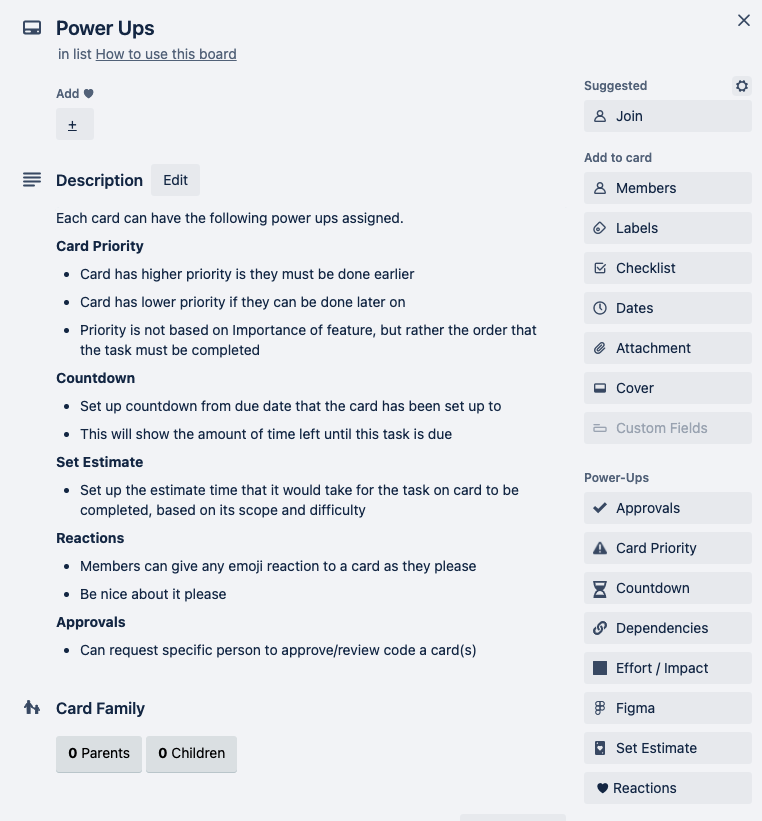 Power Ups
in list How to use this board
Add
+
Description Edit
Each card can have the following power ups assigned.
Card Priority
• Card has higher priority is they must be done earlier
• Card has lower priority if they can be done later on
• Priority is not based on Importance of feature, but rather the order that
the task must be completed
Countdown
• Set up countdown from due date that the card has been set up to
• This will show the amount of time left until this task is due
Set Estimate
• Set up the estimate time that it would take for the task on card to be
completed, based on its scope and difficulty
Reactions
• Members can give any emoji reaction to a card as they please
• Be nice about it please
Approvals
• Can request specific person to approve/review code a card(s)
Card Family
0 Parents 0 Children
Suggested
Join
Add to card
Members
Labels
Checklist
Dates
Attachment
Cover
Custom Fields
Power-Ups
Approvals
Card Priority
Countdown
Dependencies
Effort / Impact
Figma
Set Estimate
Reactions